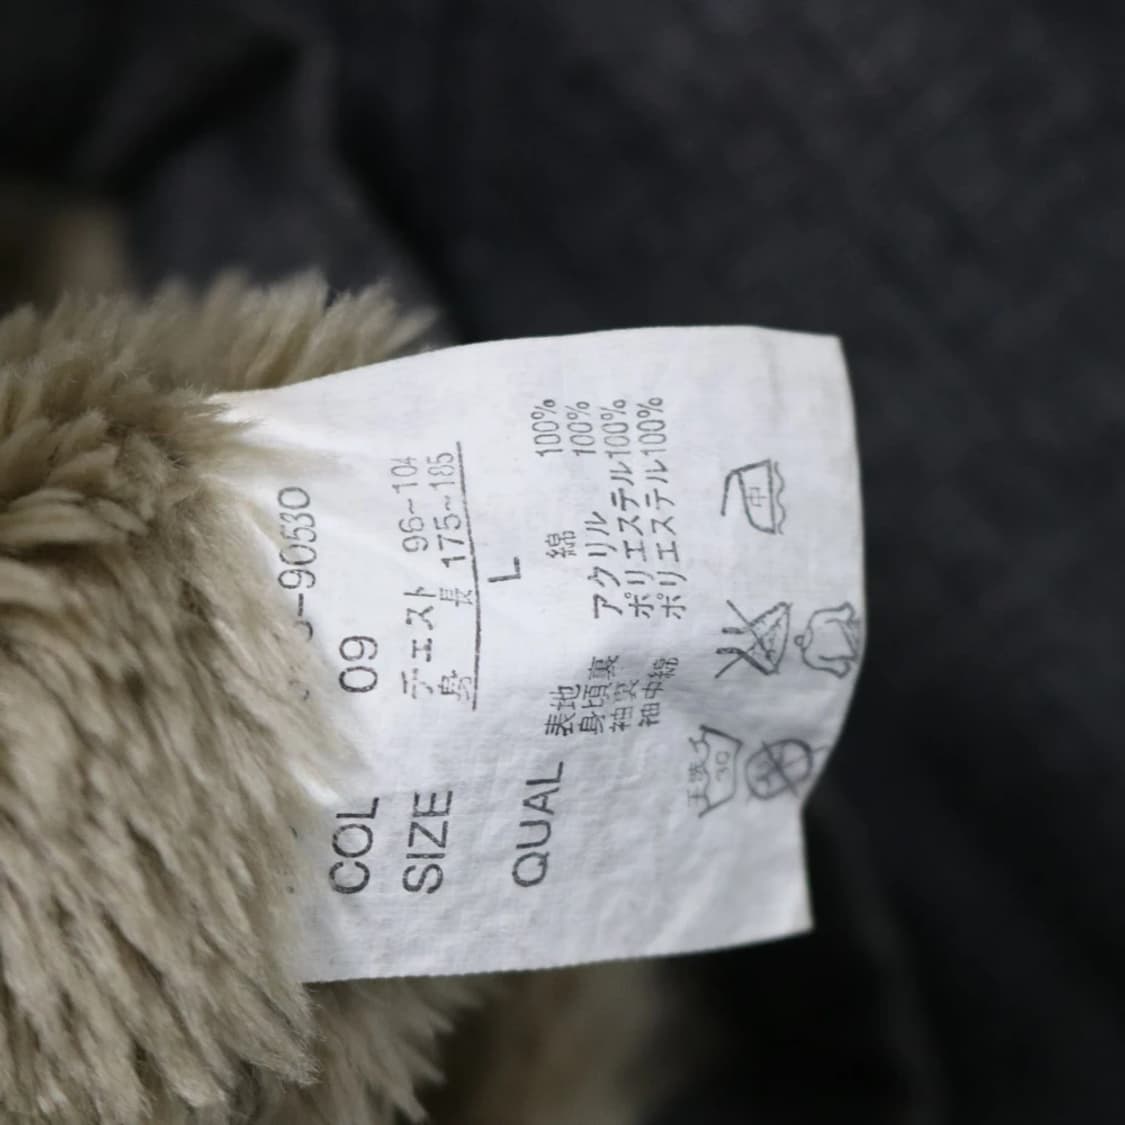 -90530
COL 09
SIZE チェスト 96~104
身長 175~185
L
QUAL
表地 綿 100%
身頃裏 アクリル 100%
袖裏 ポリエステル100%
袖中綿 ポリエステル100%
手洗イ 30 中